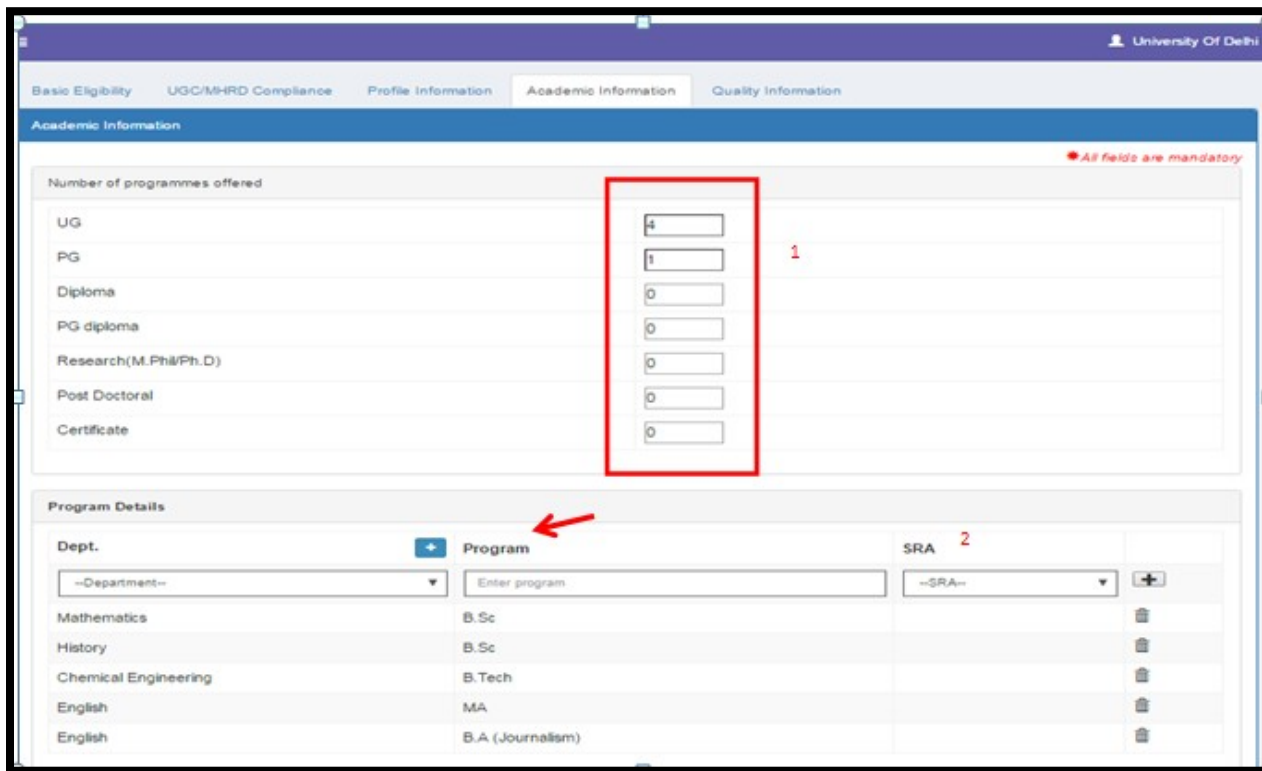 University Of Delhi
Basic Eligibility UGC/MHRD Compliance Profile Information Academic Information Quality Information
Academic Information
All fields are mandatory
Number of programmes offered
UG 4
PG 1 1
Diploma 0
PG diploma 0
Research(M.Phil/Ph.D) 0
Post Doctoral 0
Certificate 0
Program Details
Dept. + Program SRA 2
--Department-- Enter program --SRA-- +
Mathematics B.Sc
History B.Sc
Chemical Engineering B.Tech
English MA
English B.A (Journalism)